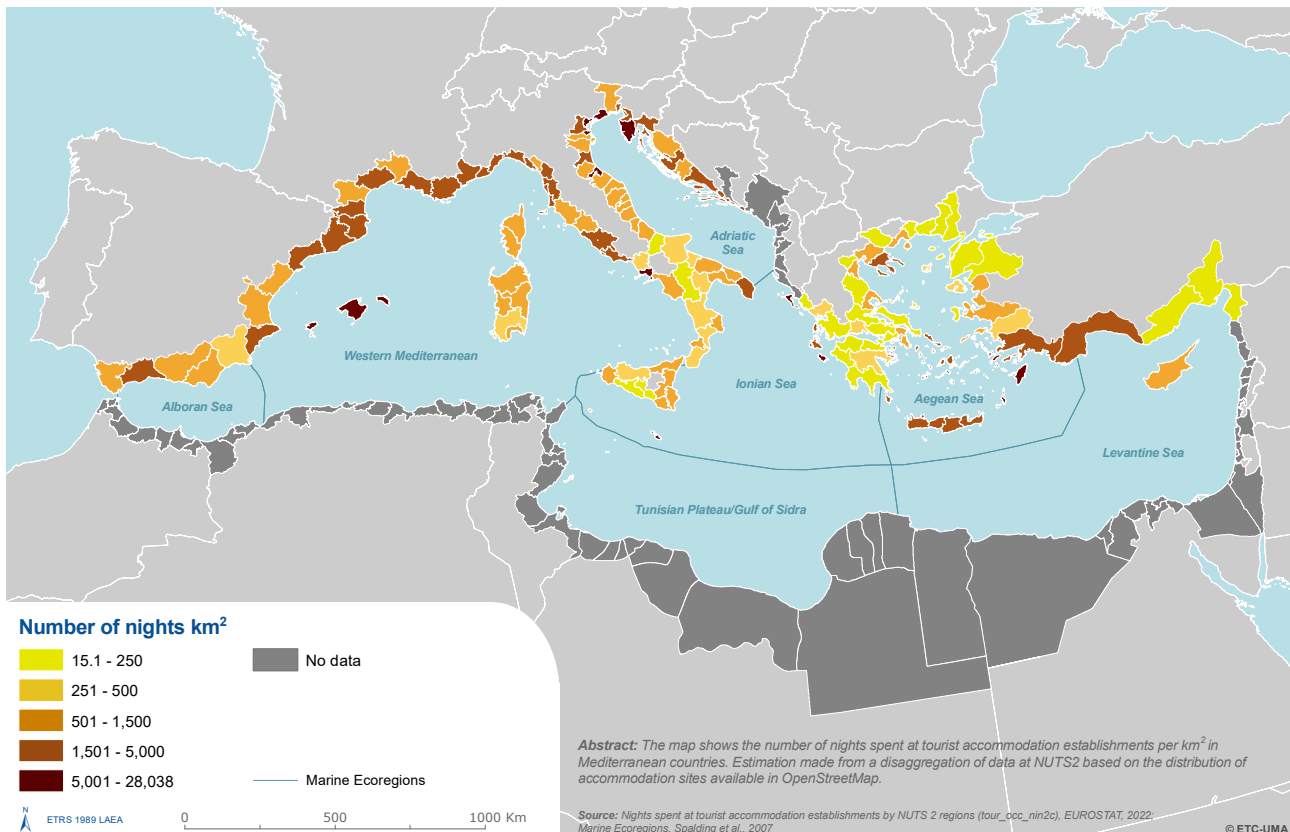 Adriatic
Sea
Western Mediterranean
Ionian Sea
Aegean Sea
Alboran Sea
Levantine Sea
Tunisian Plateau/Gulf of Sidra
Number of nights km²
15.1 - 250
251 - 500
501 - 1,500
1,501 - 5,000
5,001 - 28,038
No data
Marine Ecoregions
N
ETRS 1989 LAEA
0 500 1000 Km
Abstract: The map shows the number of nights spent at tourist accommodation establishments per km² in
Mediterranean countries. Estimation made from a disaggregation of data at NUTS2 based on the distribution of
accommodation sites available in OpenStreetMap.
Source: Nights spent at tourist accommodation establishments by NUTS 2 regions (tour_occ_nin2c), EUROSTAT, 2022;
Marine Ecoregions, Spalding et al., 2007
© ETC-UMA